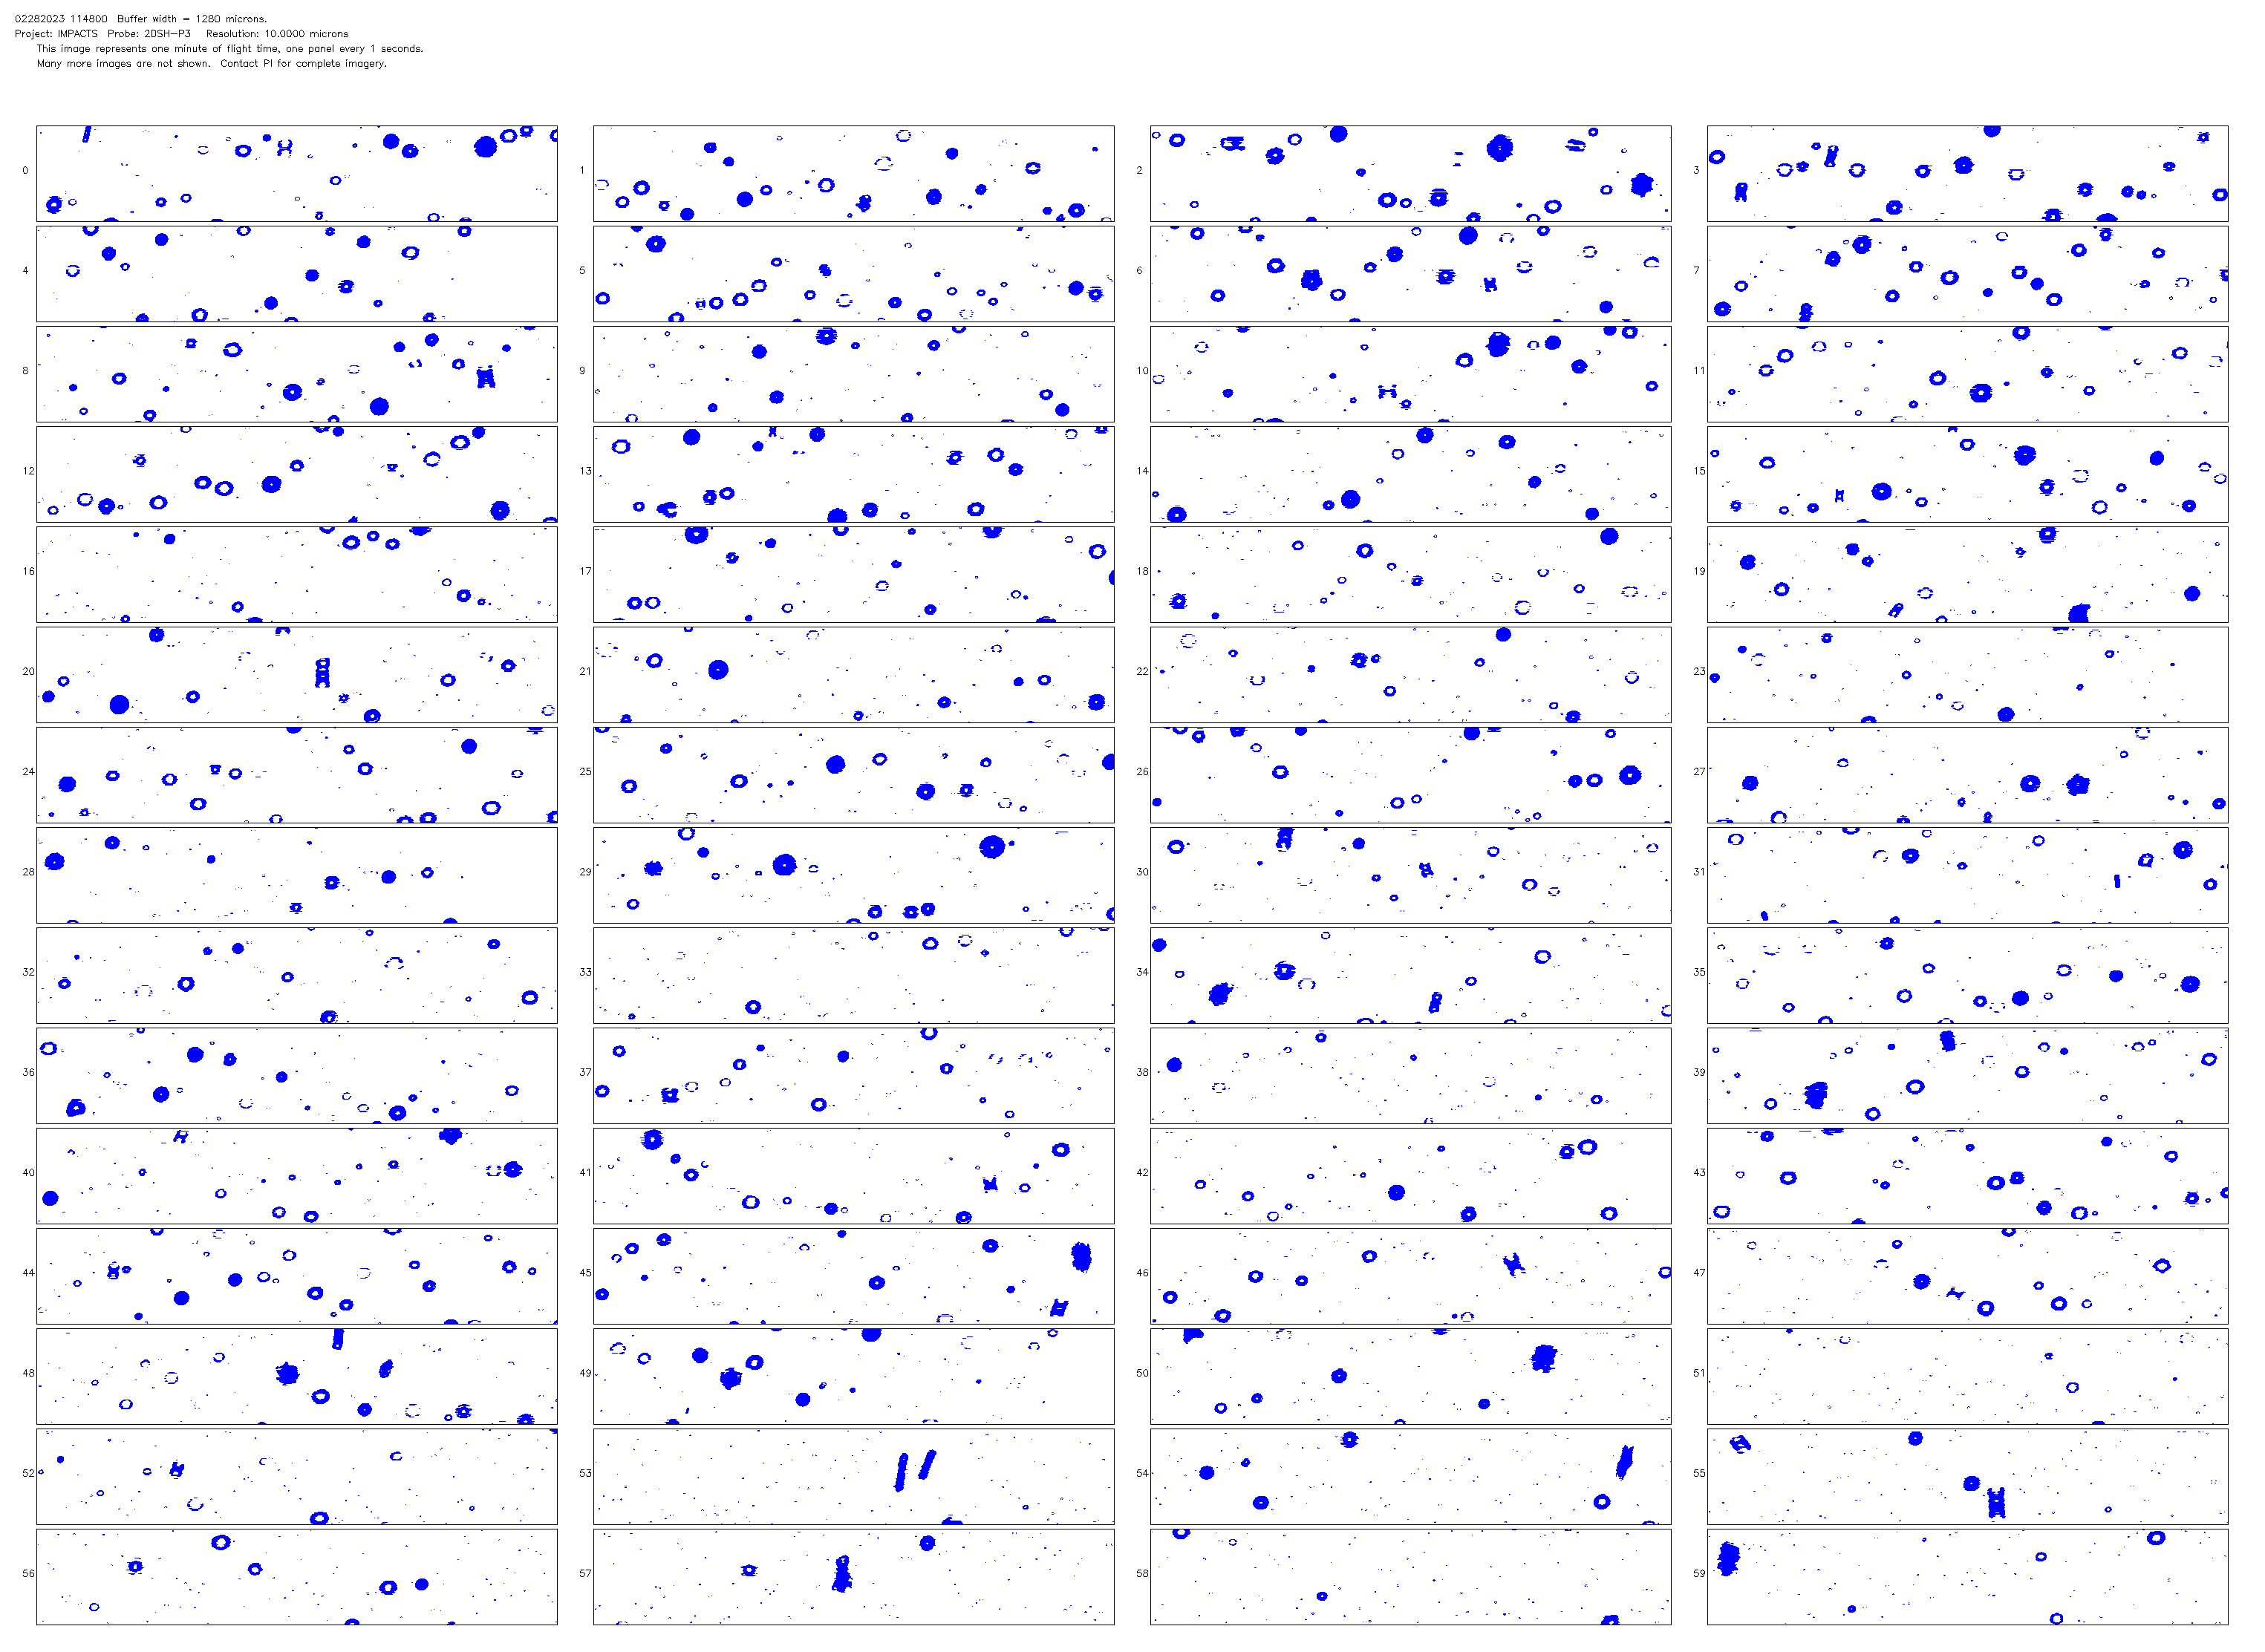 02282023 114800 Buffer width = 1280 microns.
Project: IMPACTS Probe: 2DSH-P3 Resolution: 10.0000 microns
This image represents one minute of flight time, one panel every 1 seconds.
Many more images are not shown. Contact PI for complete imagery.
0 1 2 3
4 5 6 7
8 9 10 11
12 13 14 15
16 17 18 19
20 21 22 23
24 25 26 27
28 29 30 31
32 33 34 35
36 37 38 39
40 41 42 43
44 45 46 47
48 49 50 51
52 53 54 55
56 57 58 59